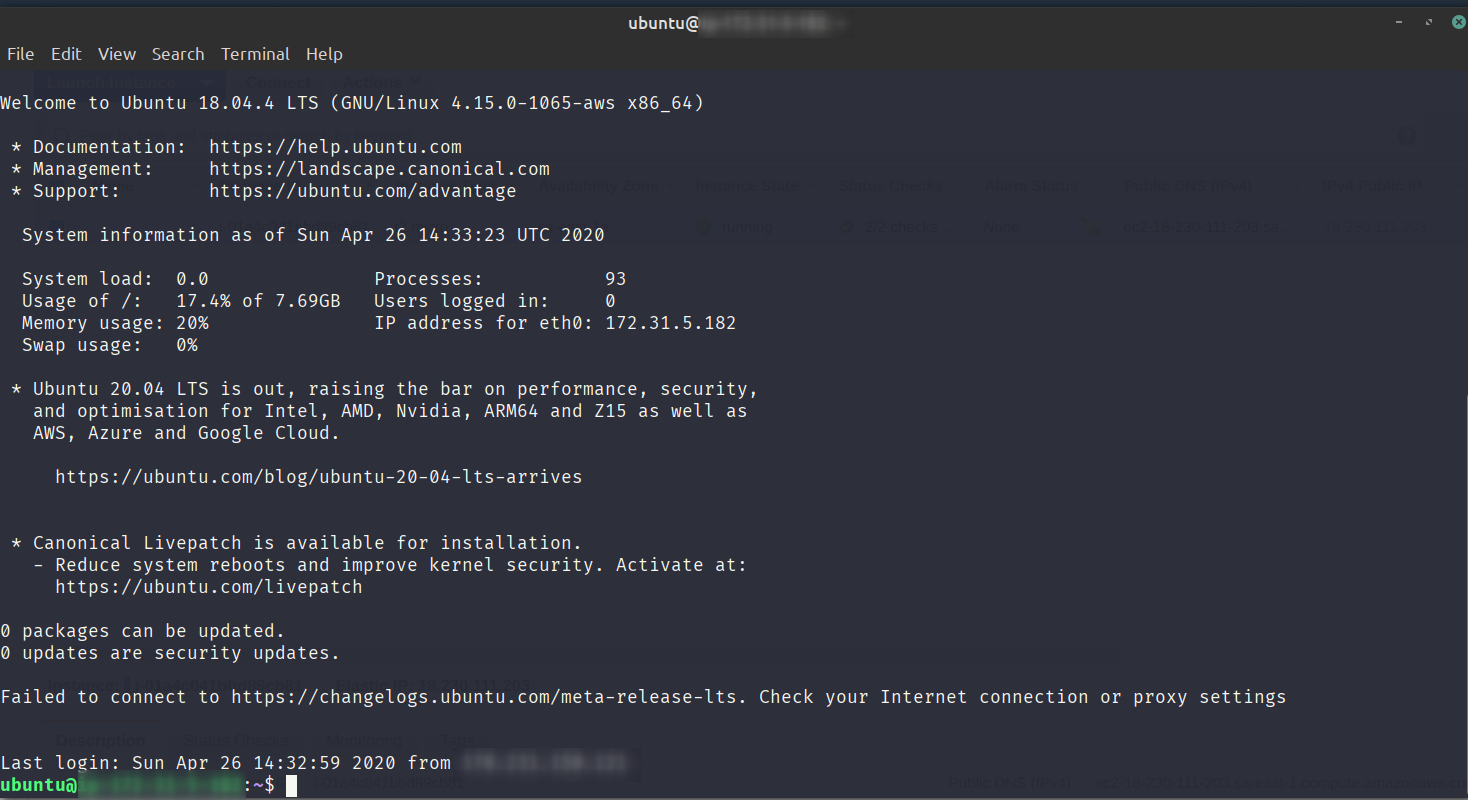 ubuntu@
File Edit View Search Terminal Help
Welcome to Ubuntu 18.04.4 LTS (GNU/Linux 4.15.0-1065-aws x86_64)
* Documentation: https://help.ubuntu.com
* Management: https://landscape.canonical.com
* Support: https://ubuntu.com/advantage
System information as of Sun Apr 26 14:33:23 UTC 2020
System load: 0.0 Processes: 93
Usage of /: 17.4% of 7.69GB Users logged in: 0
Memory usage: 20% IP address for eth0: 172.31.5.182
Swap usage: 0%
* Ubuntu 20.04 LTS is out, raising the bar on performance, security,
and optimisation for Intel, AMD, Nvidia, ARM64 and Z15 as well as
AWS, Azure and Google Cloud.
https://ubuntu.com/blog/ubuntu-20-04-lts-arrives
* Canonical Livepatch is available for installation.
- Reduce system reboots and improve kernel security. Activate at:
https://ubuntu.com/livepatch
0 packages can be updated.
0 updates are security updates.
Failed to connect to https://changelogs.ubuntu.com/meta-release-lts. Check your Internet connection or proxy settings
Last login: Sun Apr 26 14:32:59 2020 from
ubuntu@ :~$